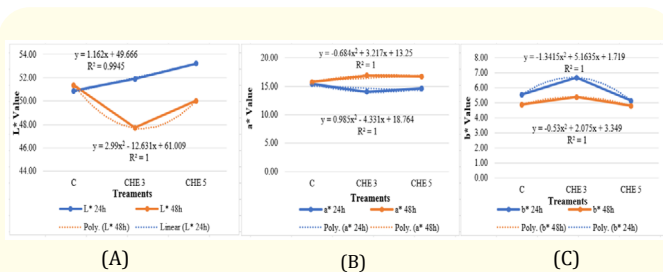 54.00
52.00
50.00
48.00
46.00
44.00
L* Value
y = 1.162x + 49.666
R² = 0.9945
y = 2.99x² - 12.631x + 61.009
R² = 1
C
CHE 3
CHE 5
Treaments
L* 24h
L* 48h
Poly. (L* 48h)
Linear (L* 24h)
(A)
25.00
20.00
15.00
10.00
5.00
0.00
a* Value
y = -0.684x² + 3.217x + 13.25
R² = 1
y = 0.985x² - 4.331x + 18.764
R² = 1
C
CHE 3
CHE 5
Treaments
a* 24h
a* 48h
Poly. (a* 24h)
Poly. (a* 48h)
(B)
8.00
7.00
6.00
5.00
4.00
3.00
2.00
1.00
0.00
b* Value
y = -1.3415x² + 5.1635x + 1.719
R² = 1
y = -0.53x² + 2.075x + 3.349
R² = 1
C
CHE 3
CHE 5
Treaments
b* 24h
b* 48h
Poly. (b* 48h)
Poly. (b* 24h)
(C)